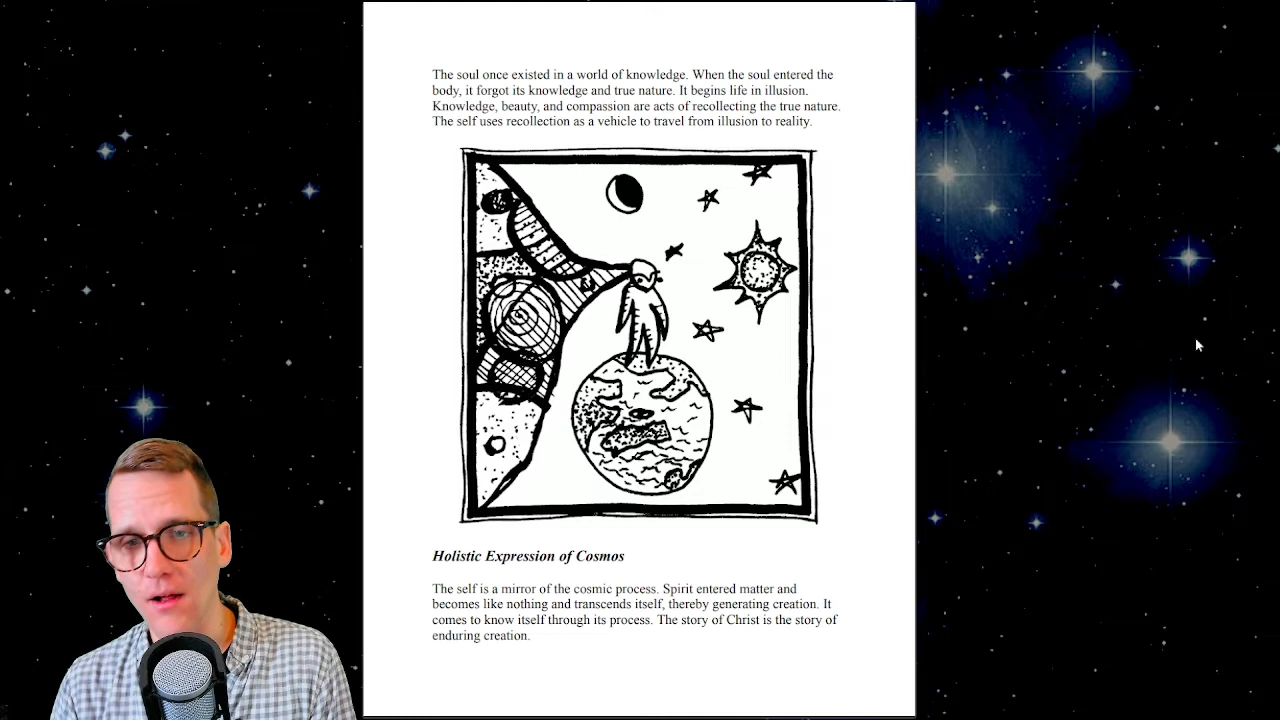 The soul once existed in a world of knowledge. When the soul entered the
body, it forgot its knowledge and true nature. It begins life in illusion.
Knowledge, beauty, and compassion are acts of recollecting the true nature.
The self uses recollection as a vehicle to travel from illusion to reality.
Holistic Expression of Cosmos
The self is a mirror of the cosmic process. Spirit entered matter and
becomes like nothing and transcends itself, thereby generating creation. It
comes to know itself through its process. The story of Christ is the story of
enduring creation.